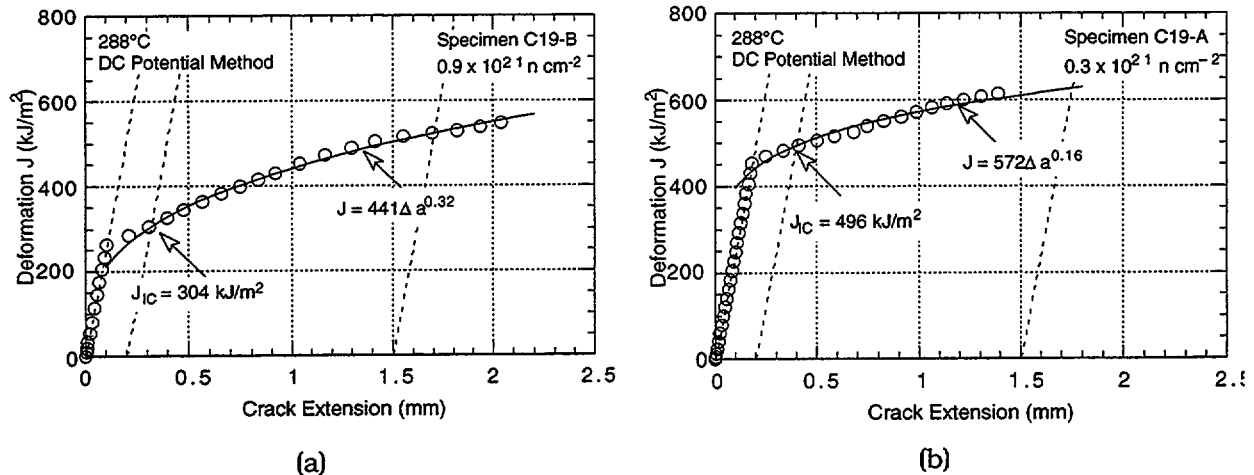 800
600
400
200
0
Deformation J (kJ/m²)
288°C
DC Potential Method
Specimen C19-B
0.9 x 10²¹ n cm⁻²
J = 441Δ a^0.32
J_IC = 304 kJ/m²
0 0.5 1 1.5 2 2.5
Crack Extension (mm)
(a)
800
600
400
200
0
Deformation J (kJ/m²)
288°C
DC Potential Method
Specimen C19-A
0.3 x 10²¹ n cm⁻²
J = 572Δ a^0.16
J_IC = 496 kJ/m²
0 0.5 1 1.5 2 2.5
Crack Extension (mm)
(b)